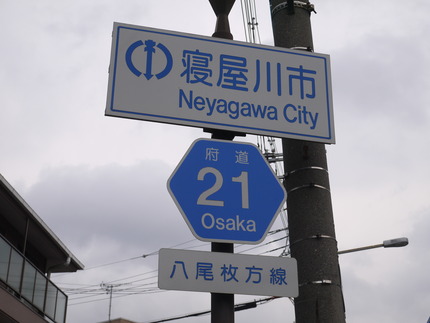 寝屋川市
Neyagawa City
府道
21
Osaka
八尾枚方線